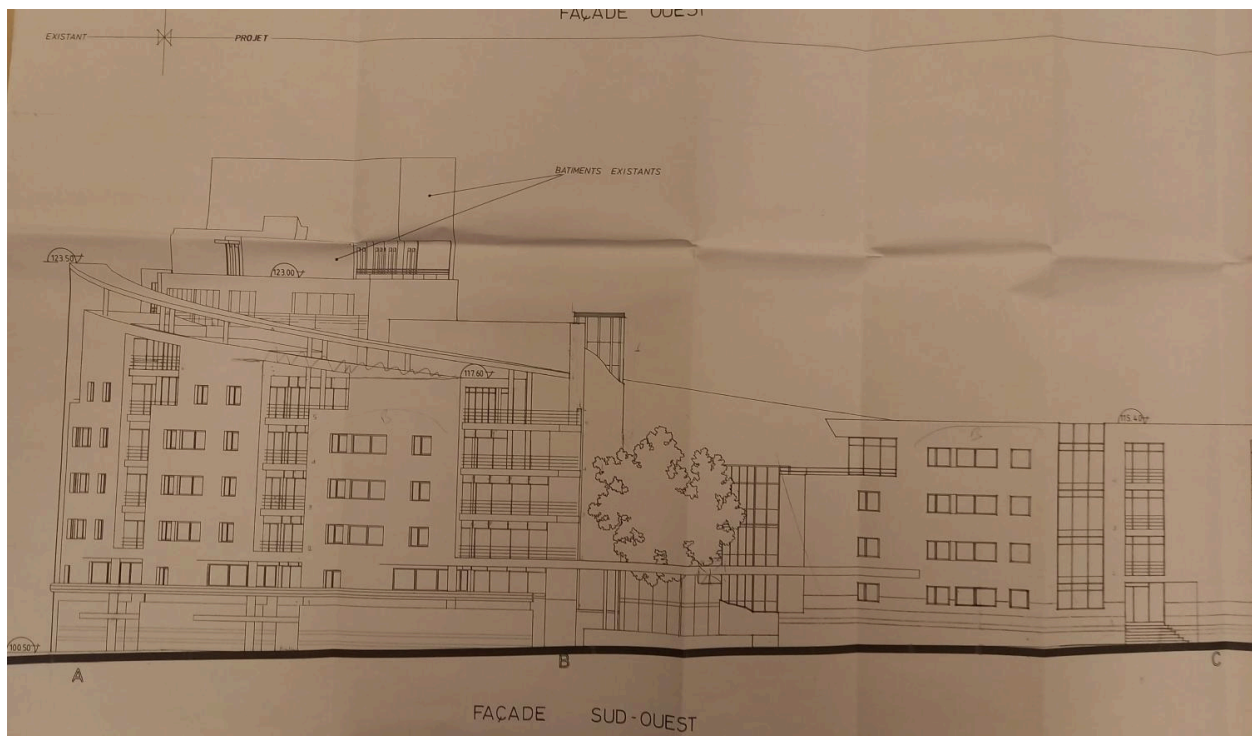 FAÇADE OUEST
EXISTANT
PROJET
BATIMENTS EXISTANTS
123.50
123.00
117.60
115.40
100.50
A
B
C
FAÇADE SUD-OUEST